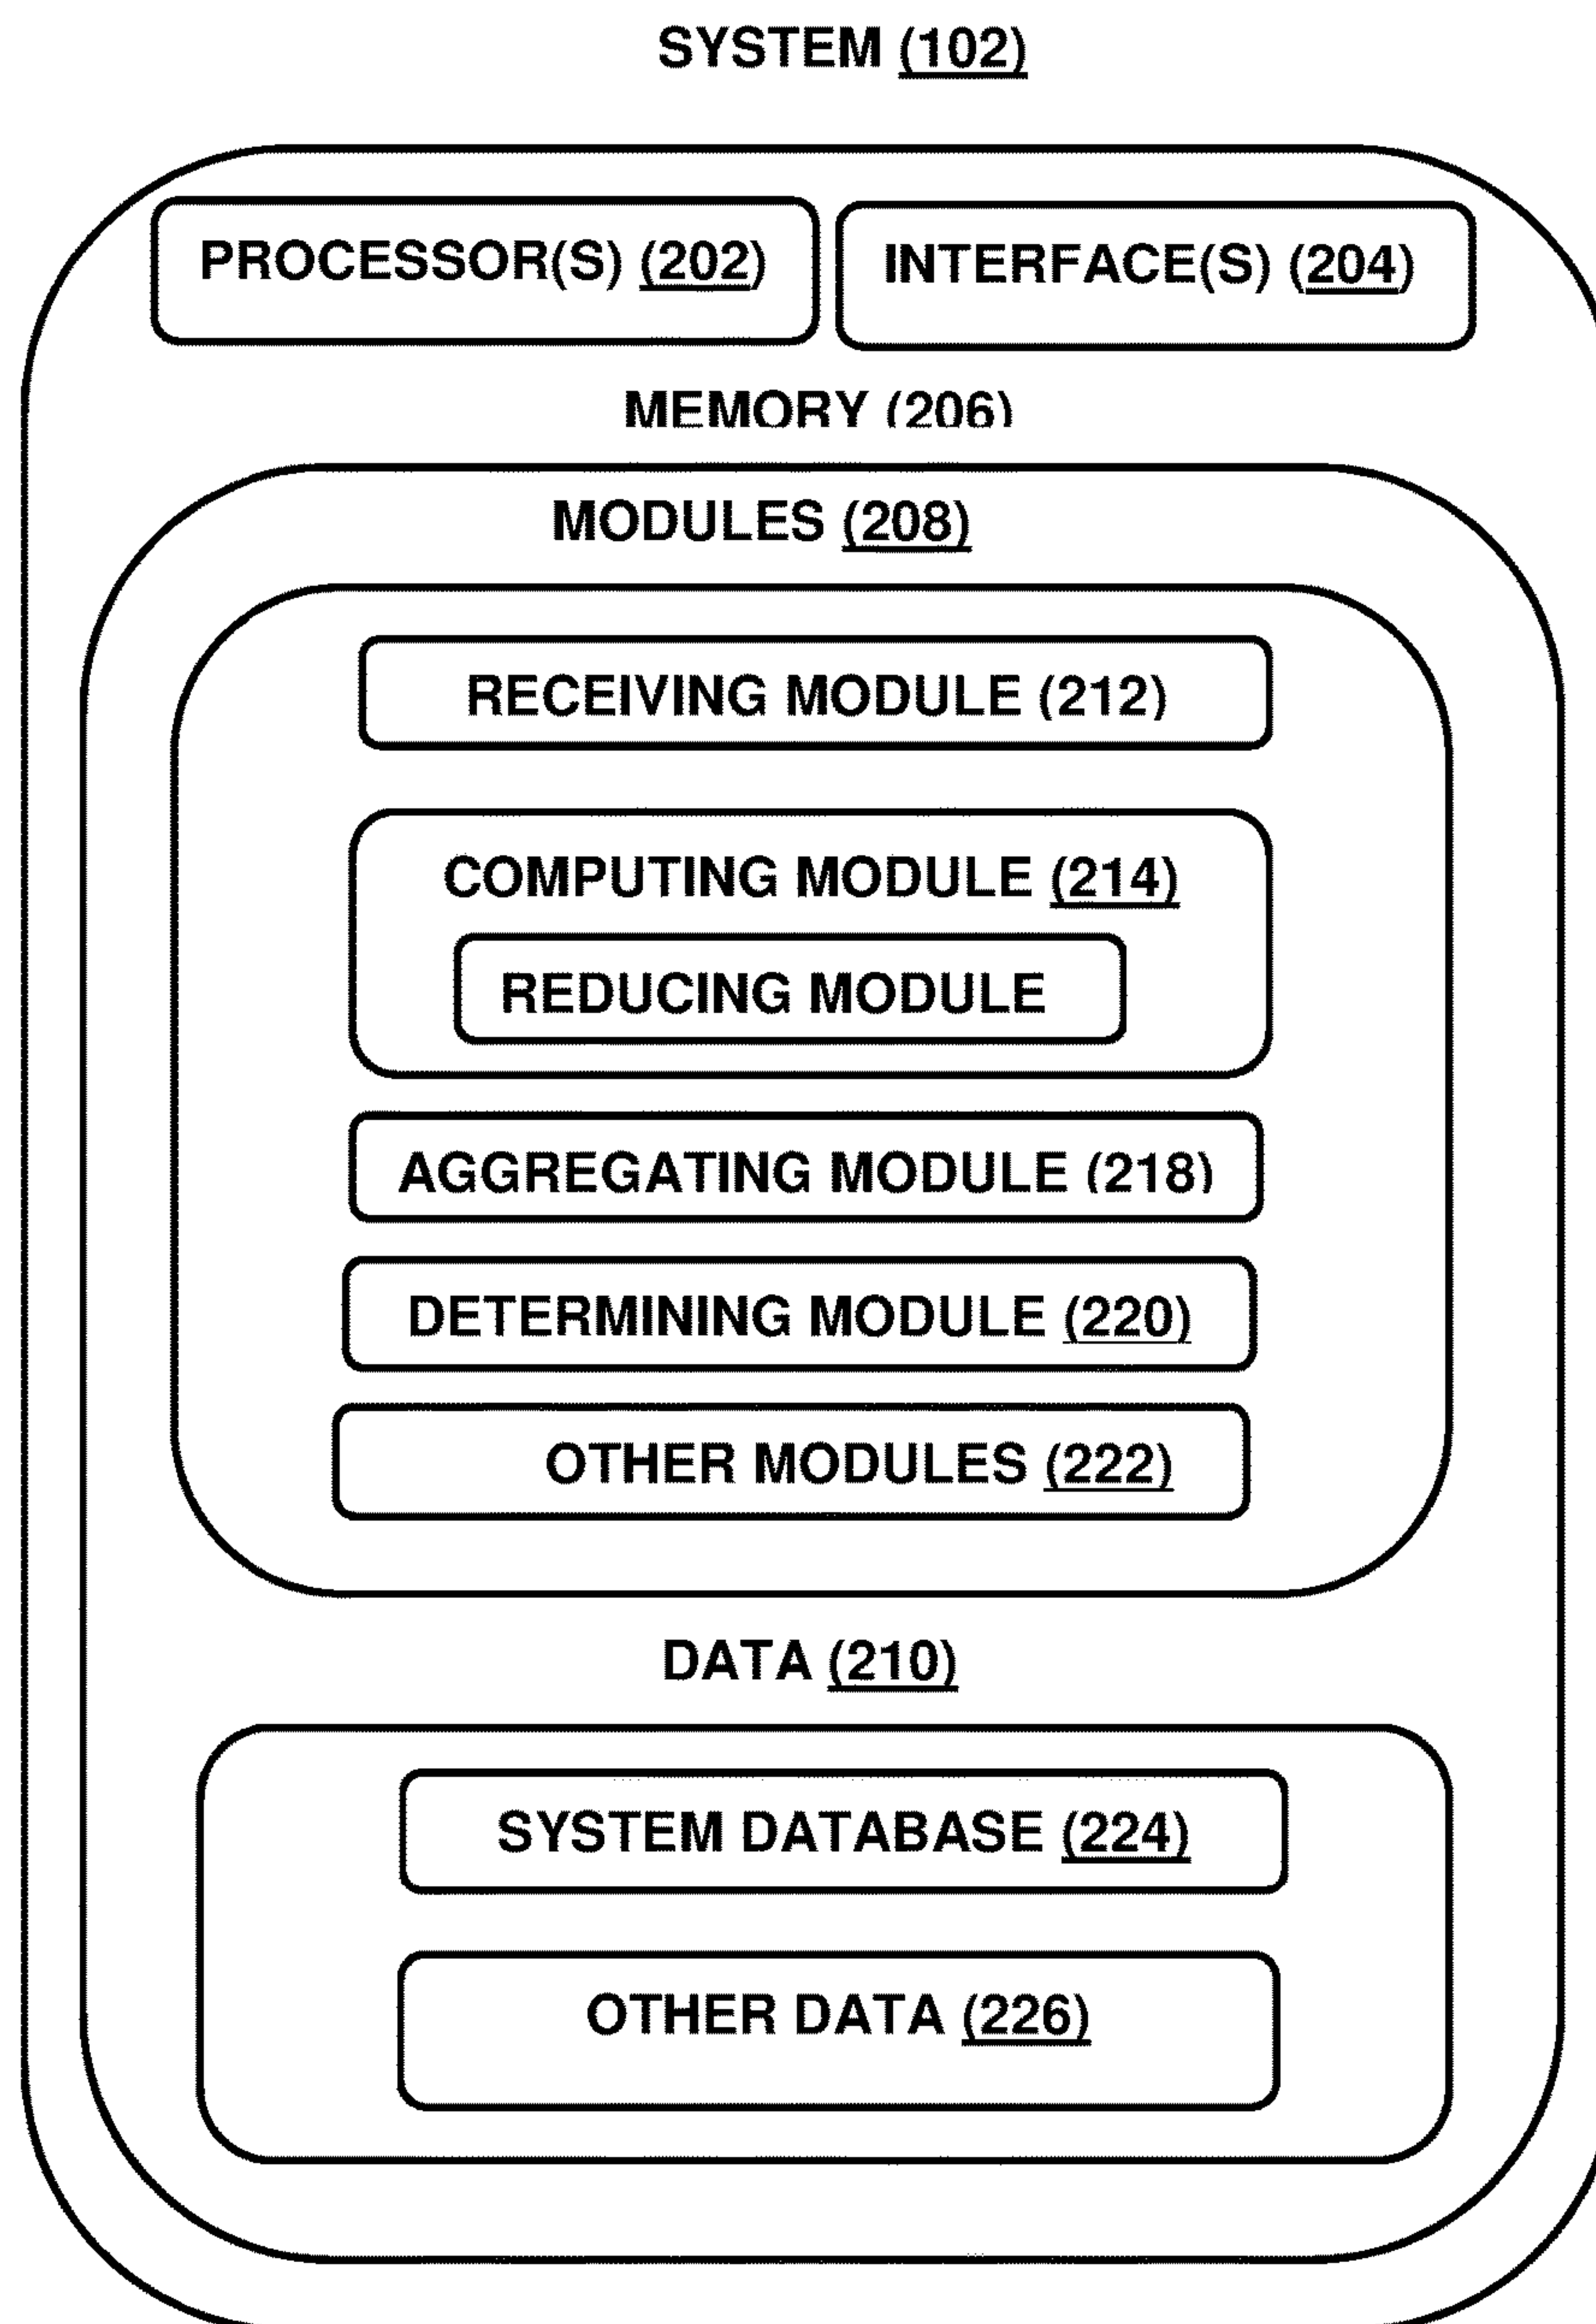 SYSTEM (102)
PROCESSOR(S) (202)
INTERFACE(S) (204)
MEMORY (206)
MODULES (208)
RECEIVING MODULE (212)
COMPUTING MODULE (214)
REDUCING MODULE
AGGREGATING MODULE (218)
DETERMINING MODULE (220)
OTHER MODULES (222)
DATA (210)
SYSTEM DATABASE (224)
OTHER DATA (226)